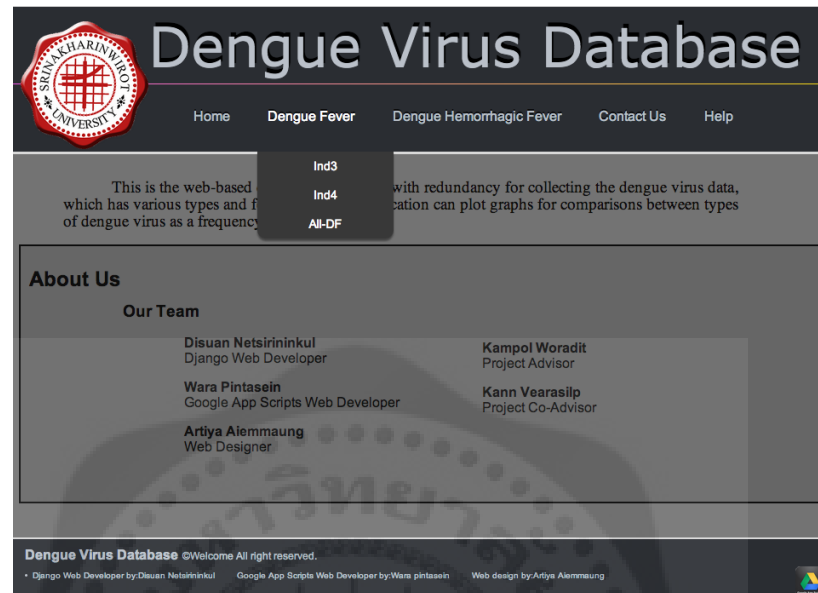 SRINAKHARINWIROT UNIVERSITY
Dengue Virus Database
Home Dengue Fever Dengue Hemorrhagic Fever Contact Us Help
Ind3
Ind4
All-DF
This is the web-based with redundancy for collecting the dengue virus data,
which has various types and cation can plot graphs for comparisons between types
of dengue virus as a frequency
About Us
Our Team
Disuan Netsirininkul
Django Web Developer
Wara Pintasein
Google App Scripts Web Developer
Artiya Aiemmaung
Web Designer
Kampol Woradit
Project Advisor
Kann Vearasilp
Project Co-Advisor
Dengue Virus Database ©Welcome All right reserved.
• Django Web Developer by:Disuan Netsirininkul Google App Scripts Web Developer by:Wara pintasein Web design by:Artiya Aiemmaung